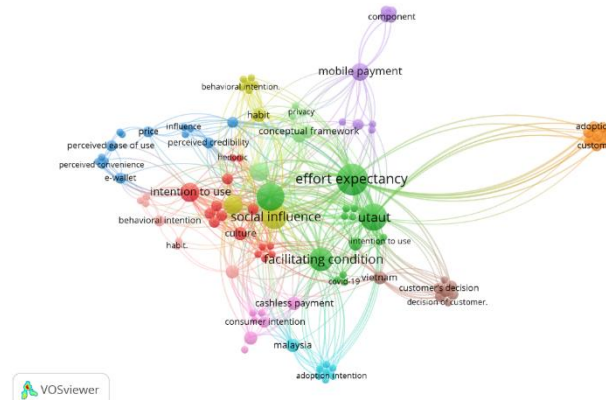 component
mobile payment
behavioral intention.
habit
privacy
influence
conceptual framework
price
perceived ease of use
perceived credibility
hedonic
perceived convenience
e-wallet
effort expectancy
intention to use
social influence
utaut
behavioral intention
culture
intention to use
habit.
facilitating condition
covid-19
vietnam
customer's decision
decision of customer.
cashless payment
consumer intention
malaysia
adoption intention
adoptio
custome
VOSviewer